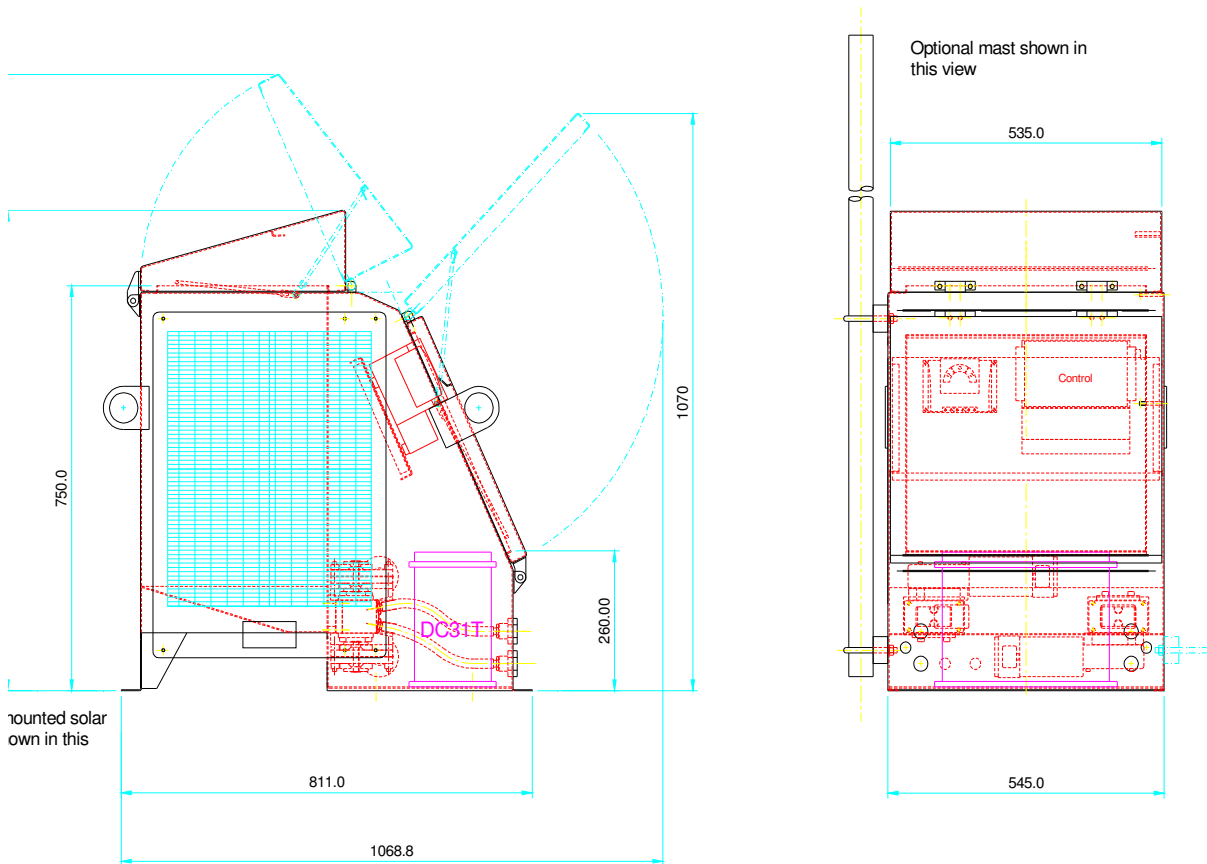 Optional mast shown in
this view
535.0
Control
1070
750.0
260.00
DC31T
mounted solar
own in this
811.0
545.0
1068.8